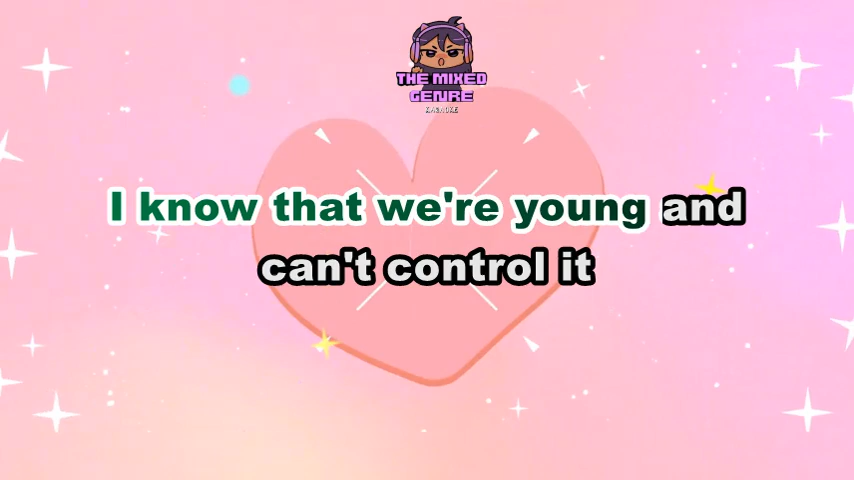 THE MIXED
GENRE
KARAOKE
I know that we're young and
can't control it